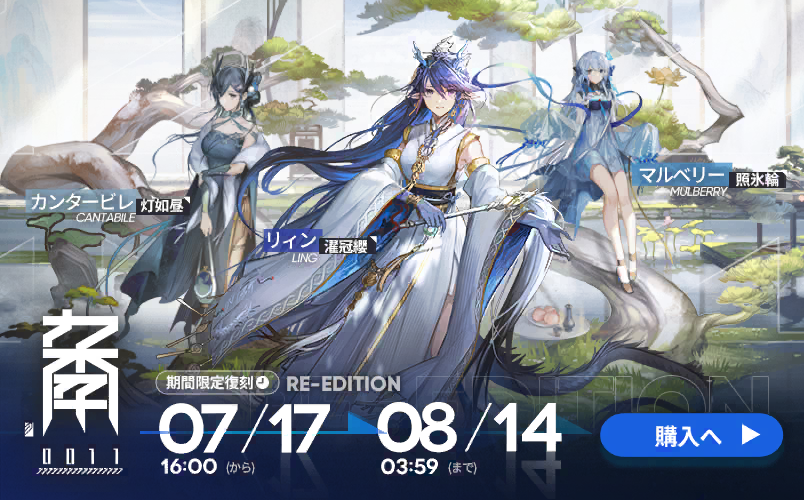 カンタービレ 灯如昼
CANTABILE
リィン 濯冠纓
LING
マルベリー 照氷輪
MULBERRY
0011
期間限定復刻 RE-EDITION
07/17 08/14
16:00 (から) 03:59 (まで)
購入へ